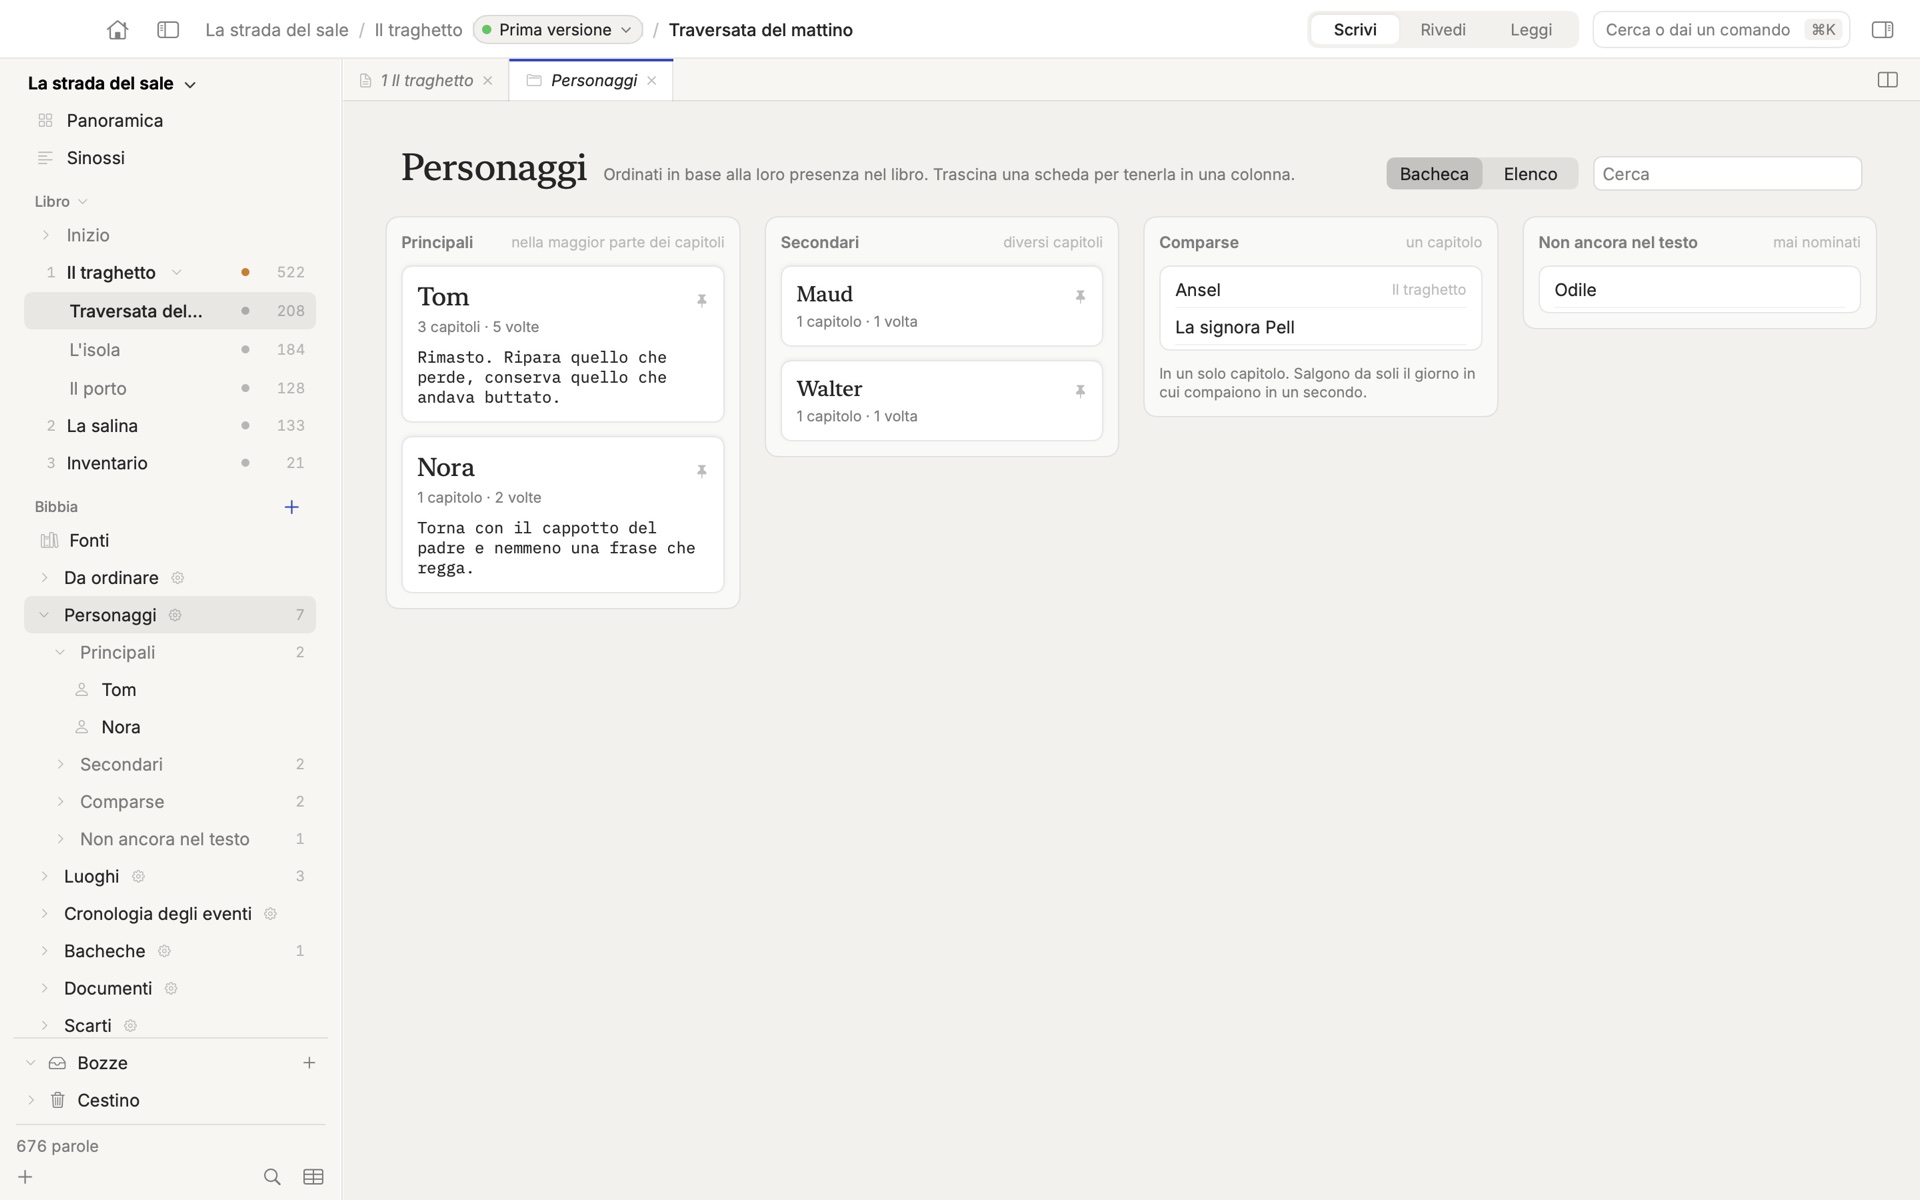 La strada del sale / Il traghetto Prima versione / Traversata del mattino
Scrivi Rivedi Leggi Cerca o dai un comando ⌘K
La strada del sale
Panoramica
Sinossi
Libro
Inizio
1 Il traghetto 522
Traversata del... 208
L'isola 184
Il porto 128
2 La salina 133
3 Inventario 21
Bibbia
Fonti
Da ordinare
Personaggi 7
Principali 2
Tom
Nora
Secondari 2
Comparse 2
Non ancora nel testo 1
Luoghi 3
Cronologia degli eventi
Bacheche 1
Documenti
Scarti
Bozze
Cestino
676 parole
1 Il traghetto
Personaggi
Personaggi Ordinati in base alla loro presenza nel libro. Trascina una scheda per tenerla in una colonna.
Bacheca Elenco Cerca
Principali nella maggior parte dei capitoli
Tom
3 capitoli · 5 volte
Rimasto. Ripara quello che
perde, conserva quello che
andava buttato.
Nora
1 capitolo · 2 volte
Torna con il cappotto del
padre e nemmeno una frase che
regga.
Secondari diversi capitoli
Maud
1 capitolo · 1 volta
Walter
1 capitolo · 1 volta
Comparse un capitolo
Ansel Il traghetto
La signora Pell
In un solo capitolo. Salgono da soli il giorno in
cui compaiono in un secondo.
Non ancora nel testo mai nominati
Odile